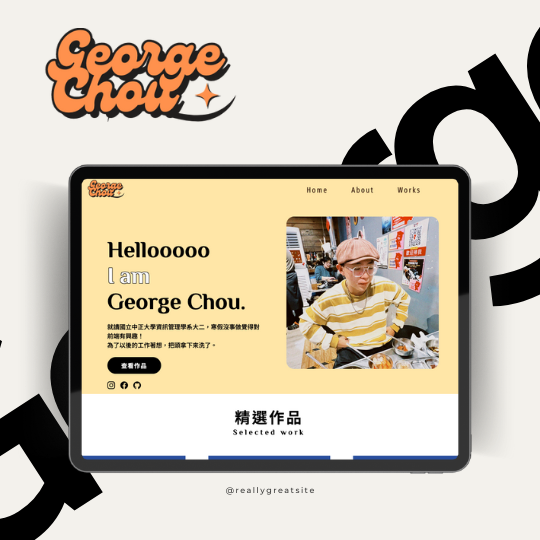 George
Chou
George
Chou
Home About Works
Hellooooo
I am
George Chou.
就讀國立中正大學資訊管理學系大二，寒假沒事做覺得對
前端有興趣！
為了以後的工作著想，把頭拿下來洗了。
查看作品
精選作品
Selected work
@reallygreatsite